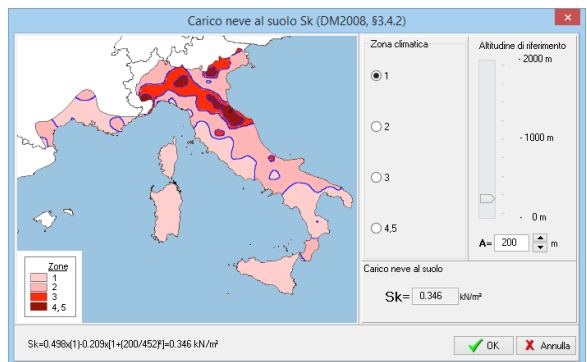 Carico neve al suolo Sk (DM2008, §3.4.2)
Zona climatica
1
2
3
4,5
Altitudine di riferimento
- 2000 m
- 1000 m
- 0 m
A= 200 m
Zone
1
2
3
4,5
Carico neve al suolo
Sk= 0.346 kN/m²
Sk=0.498x(1)-0.209x[1+(200/452)²]=0.346 kN/m²
OK
Annulla